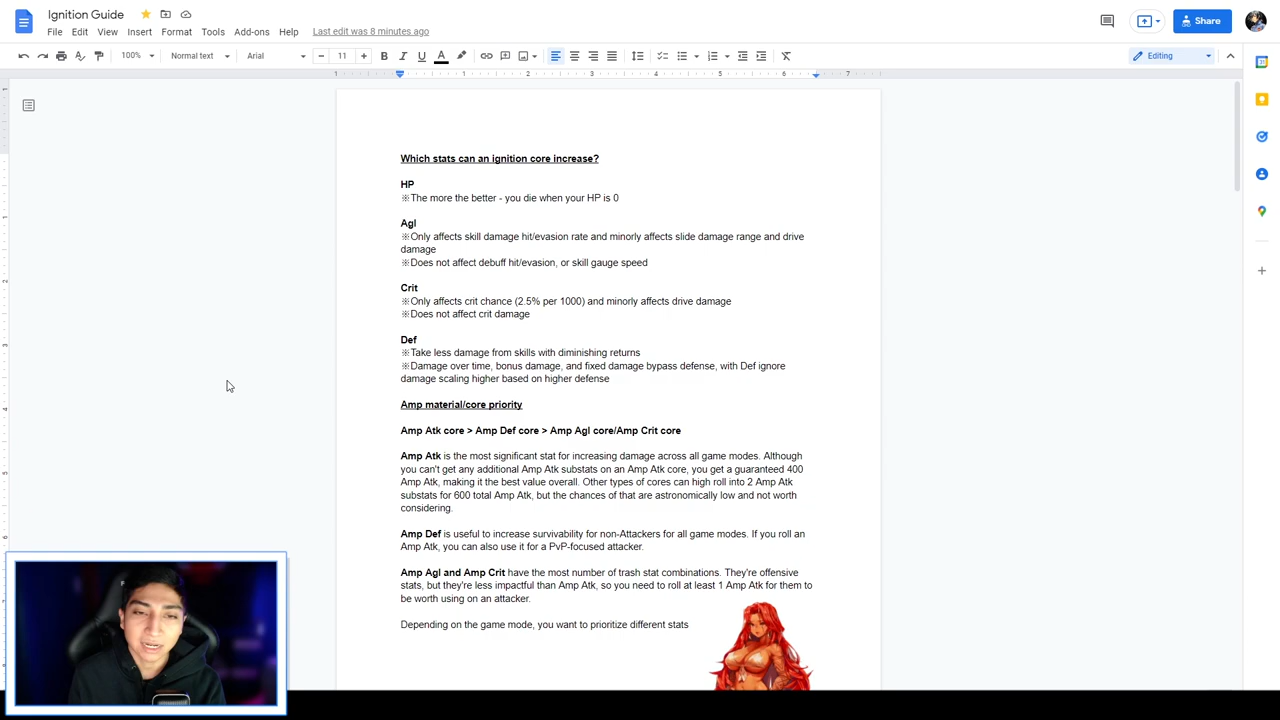 Ignition Guide
File Edit View Insert Format Tools Add-ons Help Last edit was 8 minutes ago
Share
100% Normal text Arial 11 B I U A Editing
1 1 2 3 4 5 6 7
Which stats can an ignition core increase?
HP
※The more the better - you die when your HP is 0
Agl
※Only affects skill damage hit/evasion rate and minorly affects slide damage range and drive
damage
※Does not affect debuff hit/evasion, or skill gauge speed
Crit
※Only affects crit chance (2.5% per 1000) and minorly affects drive damage
※Does not affect crit damage
Def
※Take less damage from skills with diminishing returns
※Damage over time, bonus damage, and fixed damage bypass defense, with Def ignore
damage scaling higher based on higher defense
Amp material/core priority
Amp Atk core > Amp Def core > Amp Agl core/Amp Crit core
Amp Atk is the most significant stat for increasing damage across all game modes. Although
you can't get any additional Amp Atk substats on an Amp Atk core, you get a guaranteed 400
Amp Atk, making it the best value overall. Other types of cores can high roll into 2 Amp Atk
substats for 600 total Amp Atk, but the chances of that are astronomically low and not worth
considering.
Amp Def is useful to increase survivability for non-Attackers for all game modes. If you roll an
Amp Atk, you can also use it for a PvP-focused attacker.
Amp Agl and Amp Crit have the most number of trash stat combinations. They're offensive
stats, but they're less impactful than Amp Atk, so you need to roll at least 1 Amp Atk for them to
be worth using on an attacker.
Depending on the game mode, you want to prioritize different stats